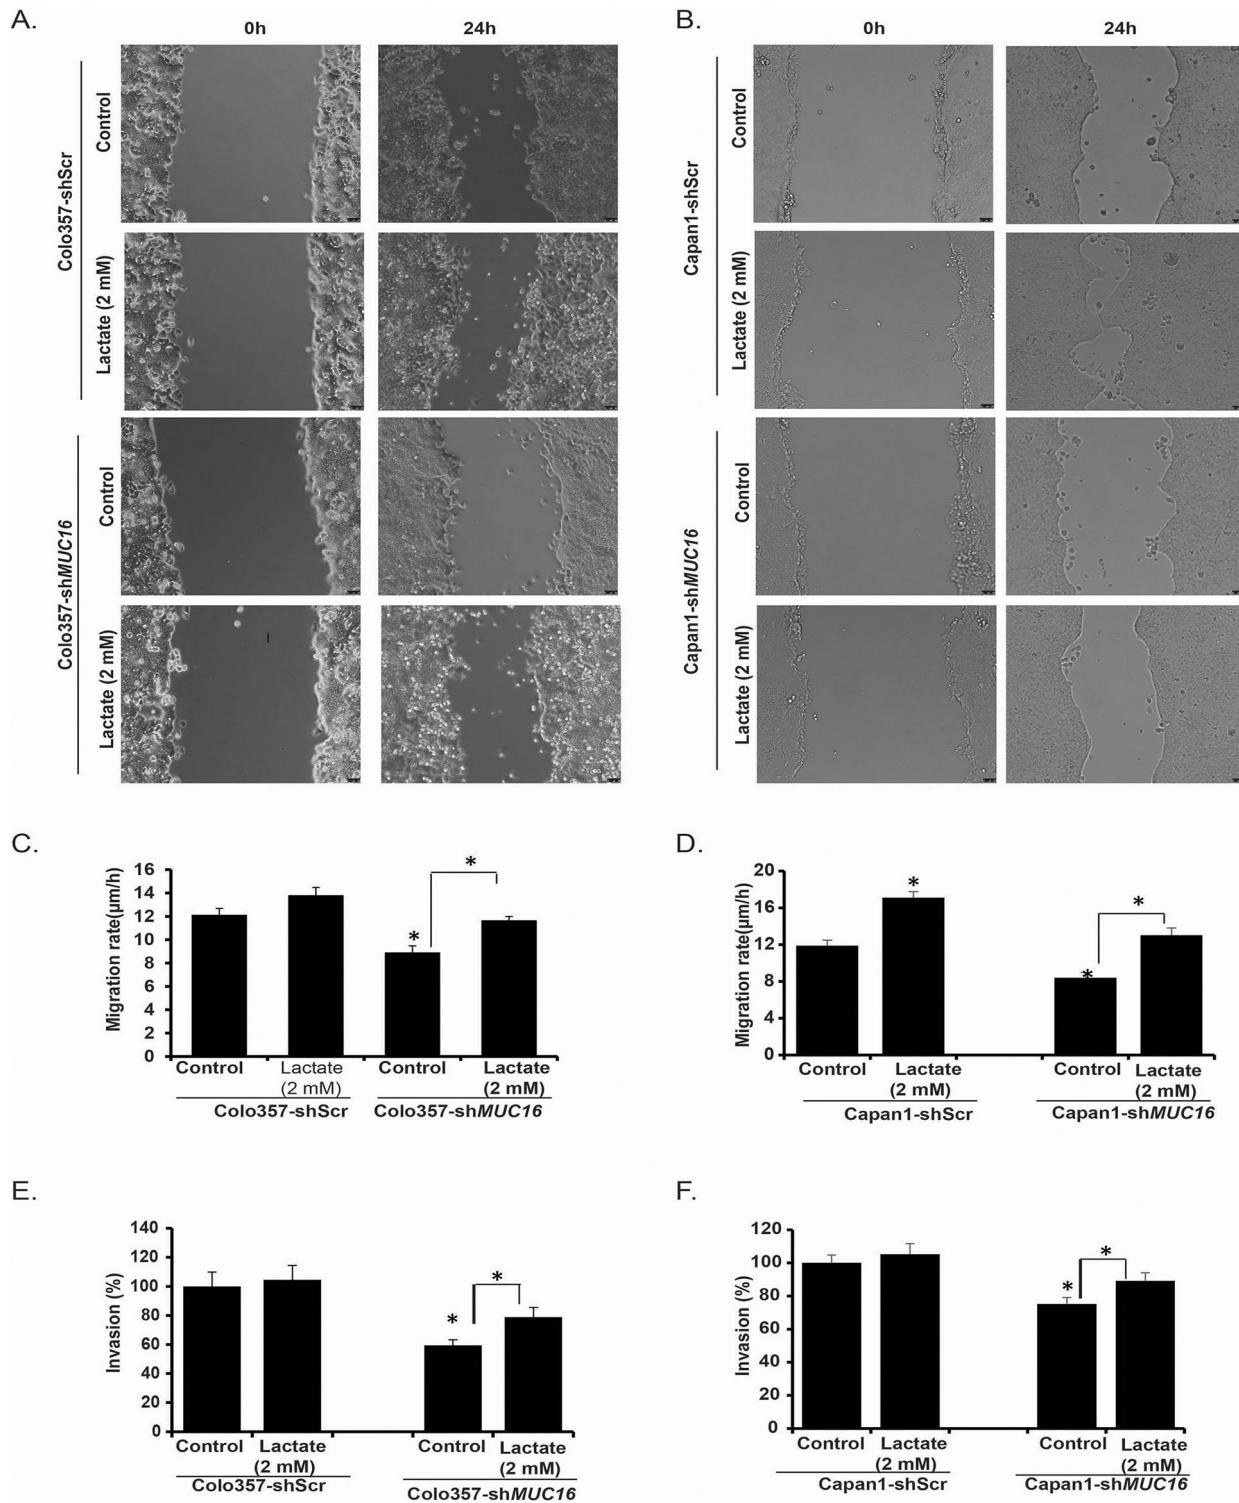 A.
0h
24h
Colo357-shScr
Control
Lactate (2 mM)
Colo357-shMUC16
Control
Lactate (2 mM)
B.
0h
24h
Capan1-shScr
Control
Lactate (2 mM)
Capan1-shMUC16
Control
Lactate (2 mM)
C.
Migration rate(µm/h)
16
14
12
10
8
6
4
2
0
*
*
Control
Lactate
(2 mM)
Control
Lactate
(2 mM)
Colo357-shScr
Colo357-shMUC16
D.
Migration rate(µm/h)
20
16
12
8
4
0
*
*
*
Control
Lactate
(2 mM)
Control
Lactate
(2 mM)
Capan1-shScr
Capan1-shMUC16
E.
Invasion (%)
140
120
100
80
60
40
20
0
*
*
Control
Lactate
(2 mM)
Control
Lactate
(2 mM)
Colo357-shScr
Colo357-shMUC16
F.
Invasion (%)
120
100
80
60
40
20
0
*
*
Control
Lactate
(2 mM)
Control
Lactate
(2 mM)
Capan1-shScr
Capan1-shMUC16